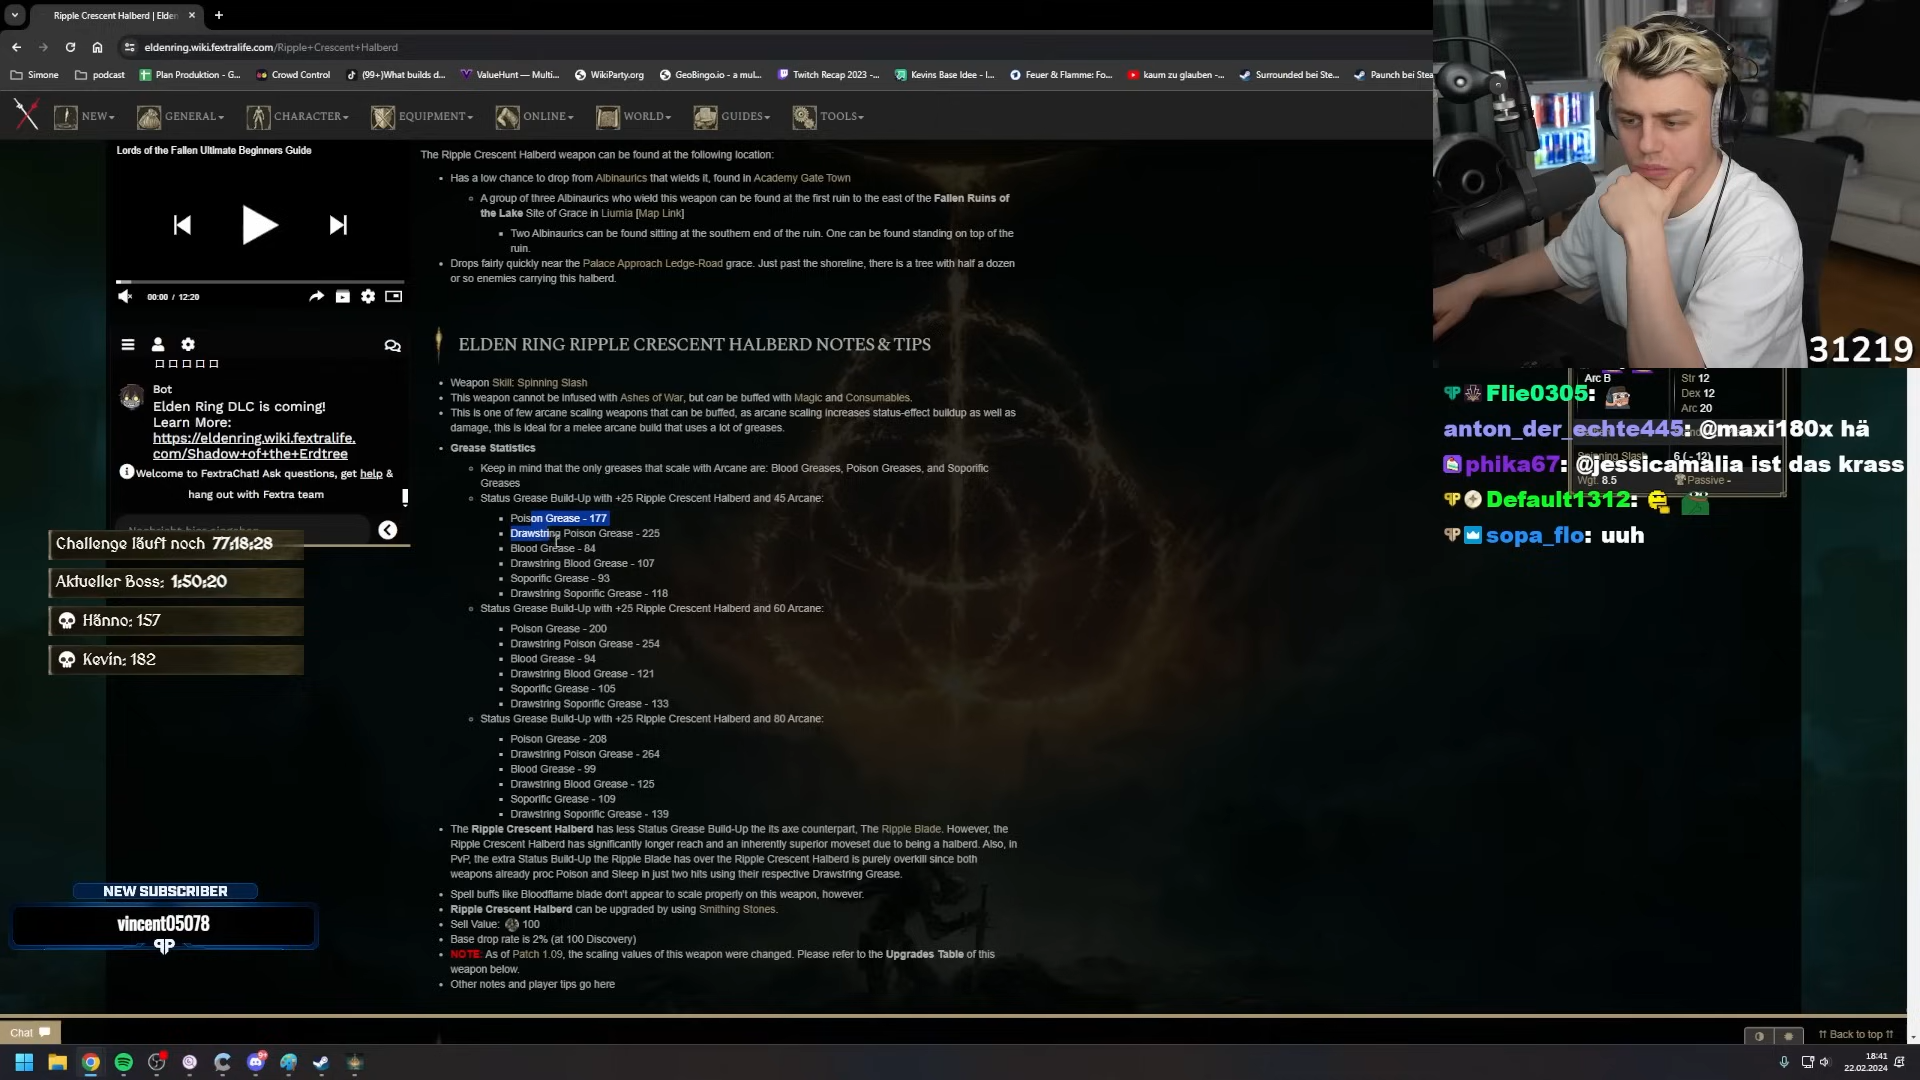 Ripple Crescent Halberd | Elden
eldenring.wiki.fextralife.com/Ripple+Crescent+Halberd
Simone
podcast
Plan Produktion - G...
Crowd Control
(99+)What builds d...
ValueHunt — Multi...
WikiParty.org
GeoBingo.io - a mul...
Twitch Recap 2023 -...
Kevins Base Idee - I...
Feuer & Flamme: Fo...
kaum zu glauben -...
Surrounded bei Ste...
Paunch bei Stea
NEW
GENERAL
CHARACTER
EQUIPMENT
ONLINE
WORLD
GUIDES
TOOLS
Lords of the Fallen Ultimate Beginners Guide
00:00 / 12:20
Bot
Elden Ring DLC is coming!
Learn More:
https://eldenring.wiki.fextralife.
com/Shadow+of+the+Erdtree
Welcome to FextraChat! Ask questions, get help &
hang out with Fextra team
Challenge läuft noch 77:18:28
Aktueller Boss: 1:50:20
Hänno: 157
Kevin: 182
NEW SUBSCRIBER
vincent05078
The Ripple Crescent Halberd weapon can be found at the following location:
Has a low chance to drop from Albinaurics that wields it, found in Academy Gate Town
A group of three Albinaurics who wield this weapon can be found at the first ruin to the east of the Fallen Ruins of
the Lake Site of Grace in Liurnia [Map Link]
Two Albinaurics can be found sitting at the southern end of the ruin. One can be found standing on top of the
ruin.
Drops fairly quickly near the Palace Approach Ledge-Road grace. Just past the shoreline, there is a tree with half a dozen
or so enemies carrying this halberd.
ELDEN RING RIPPLE CRESCENT HALBERD NOTES & TIPS
Weapon Skill: Spinning Slash
This weapon cannot be infused with Ashes of War, but can be buffed with Magic and Consumables.
This is one of few arcane scaling weapons that can be buffed, as arcane scaling increases status-effect buildup as well as
damage, this is ideal for a melee arcane build that uses a lot of greases.
Grease Statistics
Keep in mind that the only greases that scale with Arcane are: Blood Greases, Poison Greases, and Soporific
Greases
Status Grease Build-Up with +25 Ripple Crescent Halberd and 45 Arcane:
Poison Grease - 177
Drawstring Poison Grease - 225
Blood Grease - 84
Drawstring Blood Grease - 107
Soporific Grease - 93
Drawstring Soporific Grease - 118
Status Grease Build-Up with +25 Ripple Crescent Halberd and 60 Arcane:
Poison Grease - 200
Drawstring Poison Grease - 254
Blood Grease - 94
Drawstring Blood Grease - 121
Soporific Grease - 105
Drawstring Soporific Grease - 133
Status Grease Build-Up with +25 Ripple Crescent Halberd and 80 Arcane:
Poison Grease - 208
Drawstring Poison Grease - 264
Blood Grease - 99
Drawstring Blood Grease - 125
Soporific Grease - 109
Drawstring Soporific Grease - 139
The Ripple Crescent Halberd has less Status Grease Build-Up the its axe counterpart, The Ripple Blade. However, the
Ripple Crescent Halberd has significantly longer reach and an inherently superior moveset due to being a halberd. Also, in
PvP, the extra Status Build-Up the Ripple Blade has over the Ripple Crescent Halberd is purely overkill since both
weapons already proc Poison and Sleep in just two hits using their respective Drawstring Grease.
Spell buffs like Bloodflame blade don't appear to scale properly on this weapon, however.
Ripple Crescent Halberd can be upgraded by using Smithing Stones.
Sell Value: 100
Base drop rate is 2% (at 100 Discovery)
NOTE: As of Patch 1.09, the scaling values of this weapon were changed. Please refer to the Upgrades Table of this
weapon below.
Other notes and player tips go here
31219
Arc B
Str 12
Dex 12
Arc 20
Spinning Slash
6 ( - 12)
Wgt. 8.5
Passive -
Flie0305:
anton_der_echte445: @maxi180x hä
phika67: @jessicamalia ist das krass
Default1312:
sopa_flo: uuh
Chat
Back to top
18:41
22.02.2024